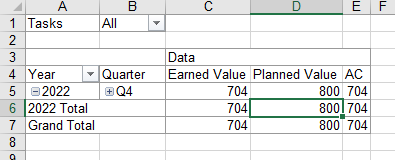 A B C D E F
1 Tasks All
2
3 Data
4 Year Quarter Earned Value Planned Value AC
5 2022 Q4 704 800 704
6 2022 Total 704 800 704
7 Grand Total 704 800 704
8